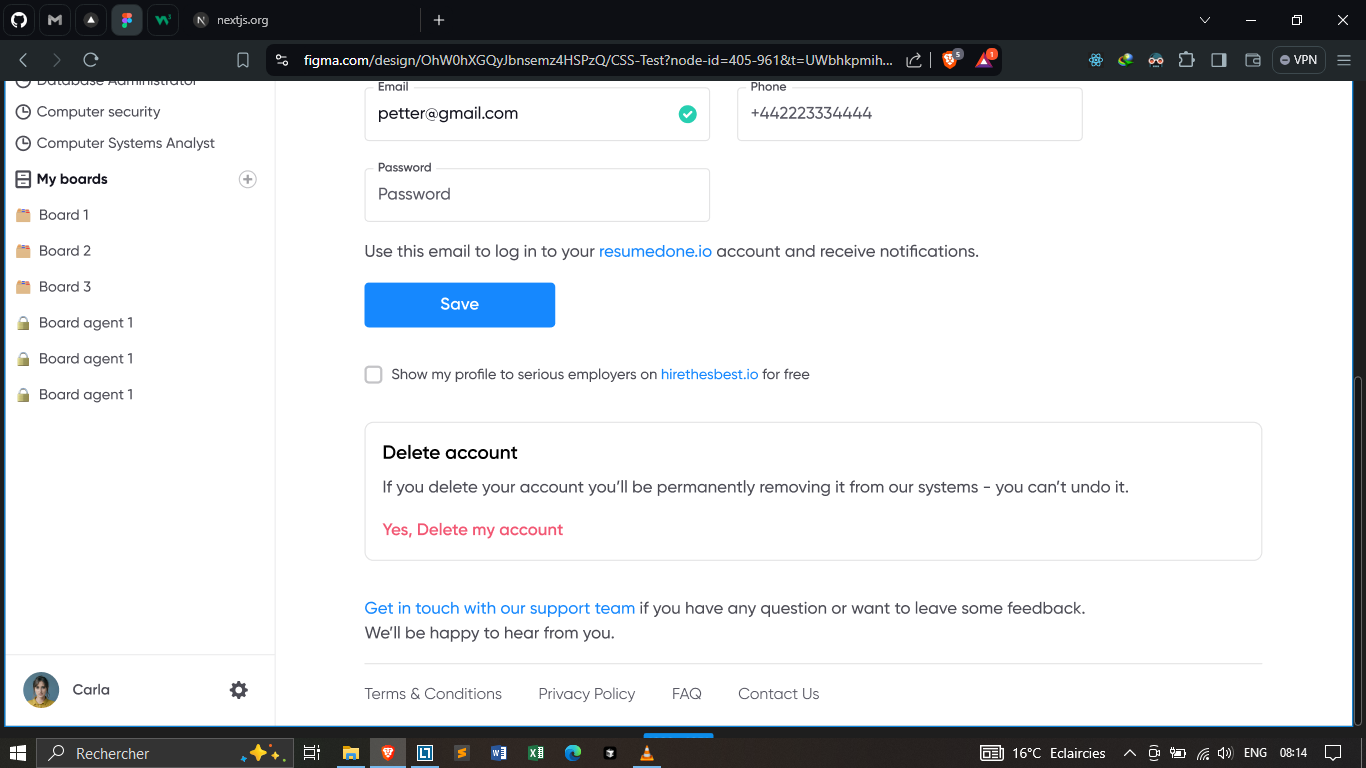 nextjs.org
figma.com/design/OhW0hXGQyJbnsemz4HSPzQ/CSS-Test?node-id=405-961&t=UWbhkpmih...
5
1
VPN
Database Administrator
Computer security
Computer Systems Analyst
My boards
Board 1
Board 2
Board 3
Board agent 1
Board agent 1
Board agent 1
Carla
Email
petter@gmail.com
Phone
+442223334444
Password
Password
Use this email to log in to your resumedone.io account and receive notifications.
Save
Show my profile to serious employers on hirethesbest.io for free
Delete account
If you delete your account you’ll be permanently removing it from our systems - you can’t undo it.
Yes, Delete my account
Get in touch with our support team if you have any question or want to leave some feedback.
We’ll be happy to hear from you.
Terms & Conditions Privacy Policy FAQ Contact Us
Rechercher
16°C Eclaircies
ENG
08:14